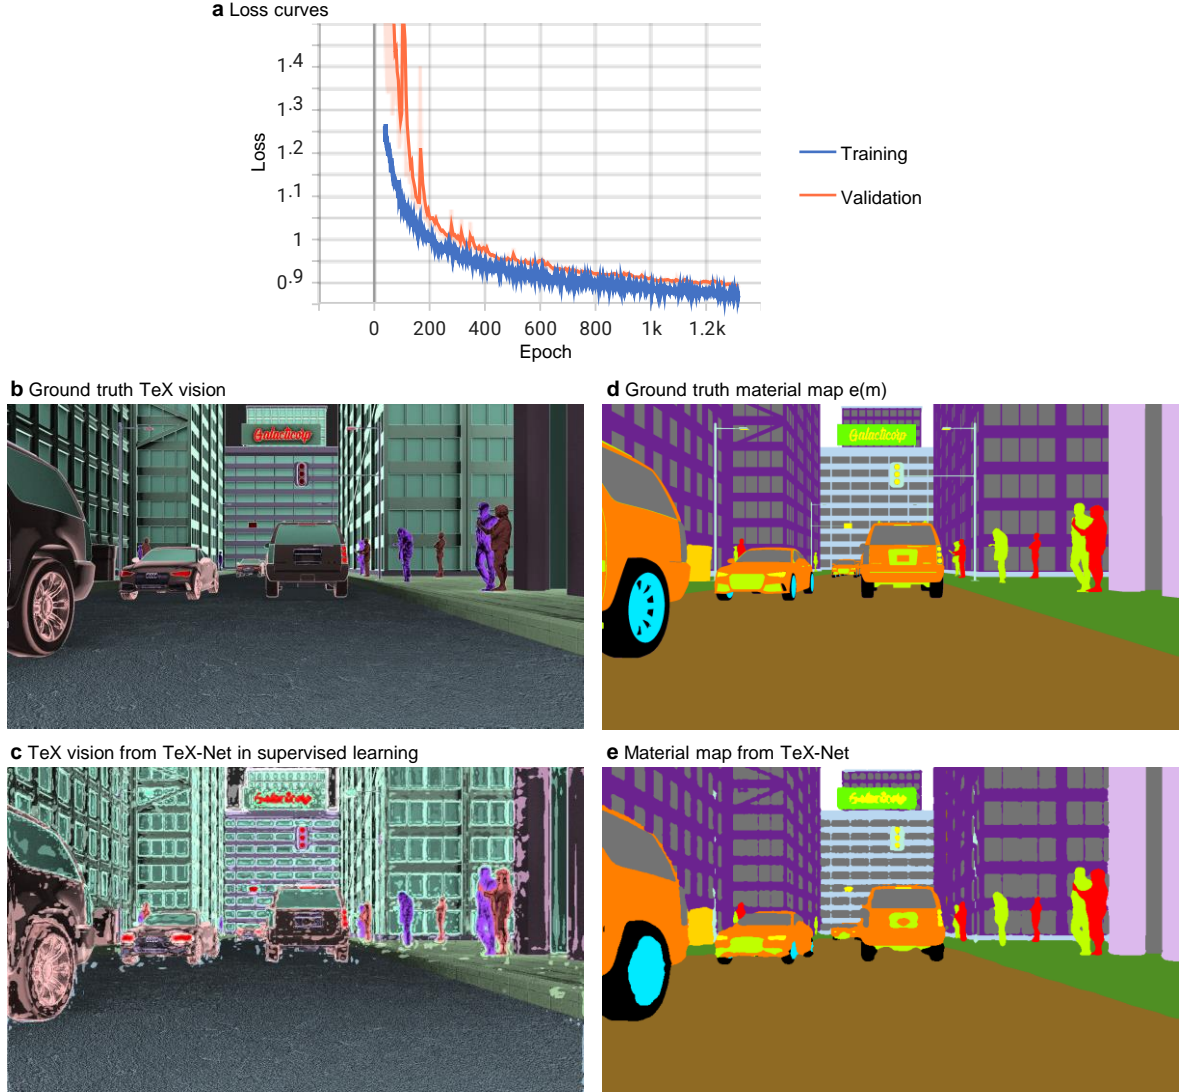 a Loss curves
1.4
1.3
1.2
1.1
1
0.9
Loss
0 200 400 600 800 1k 1.2k
Epoch
Training
Validation
b Ground truth TeX vision
Galacticorp
d Ground truth material map e(m)
Galacticorp
c TeX vision from TeX-Net in supervised learning
Galacticorp
e Material map from TeX-Net
Galacticorp